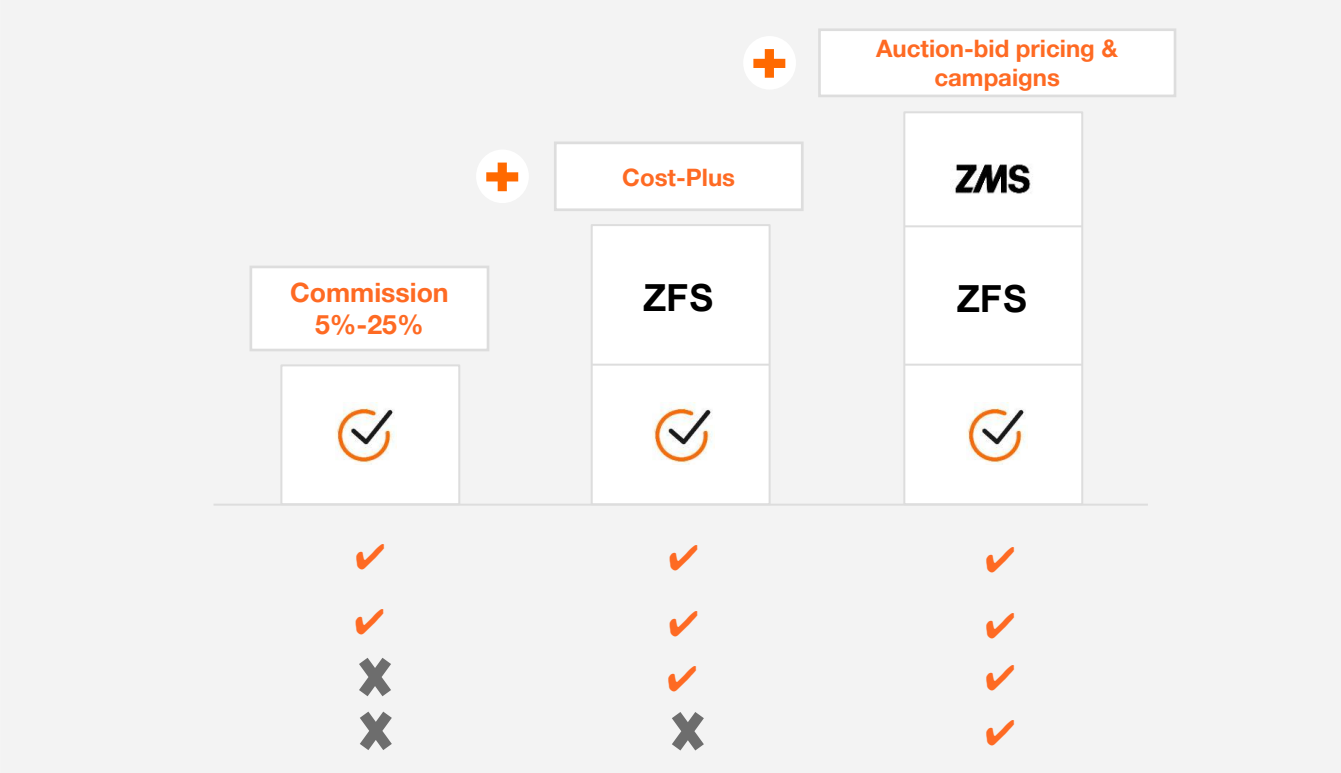 Auction-bid pricing &
campaigns
Cost-Plus
ZMS
Commission
5%-25%
ZFS
ZFS